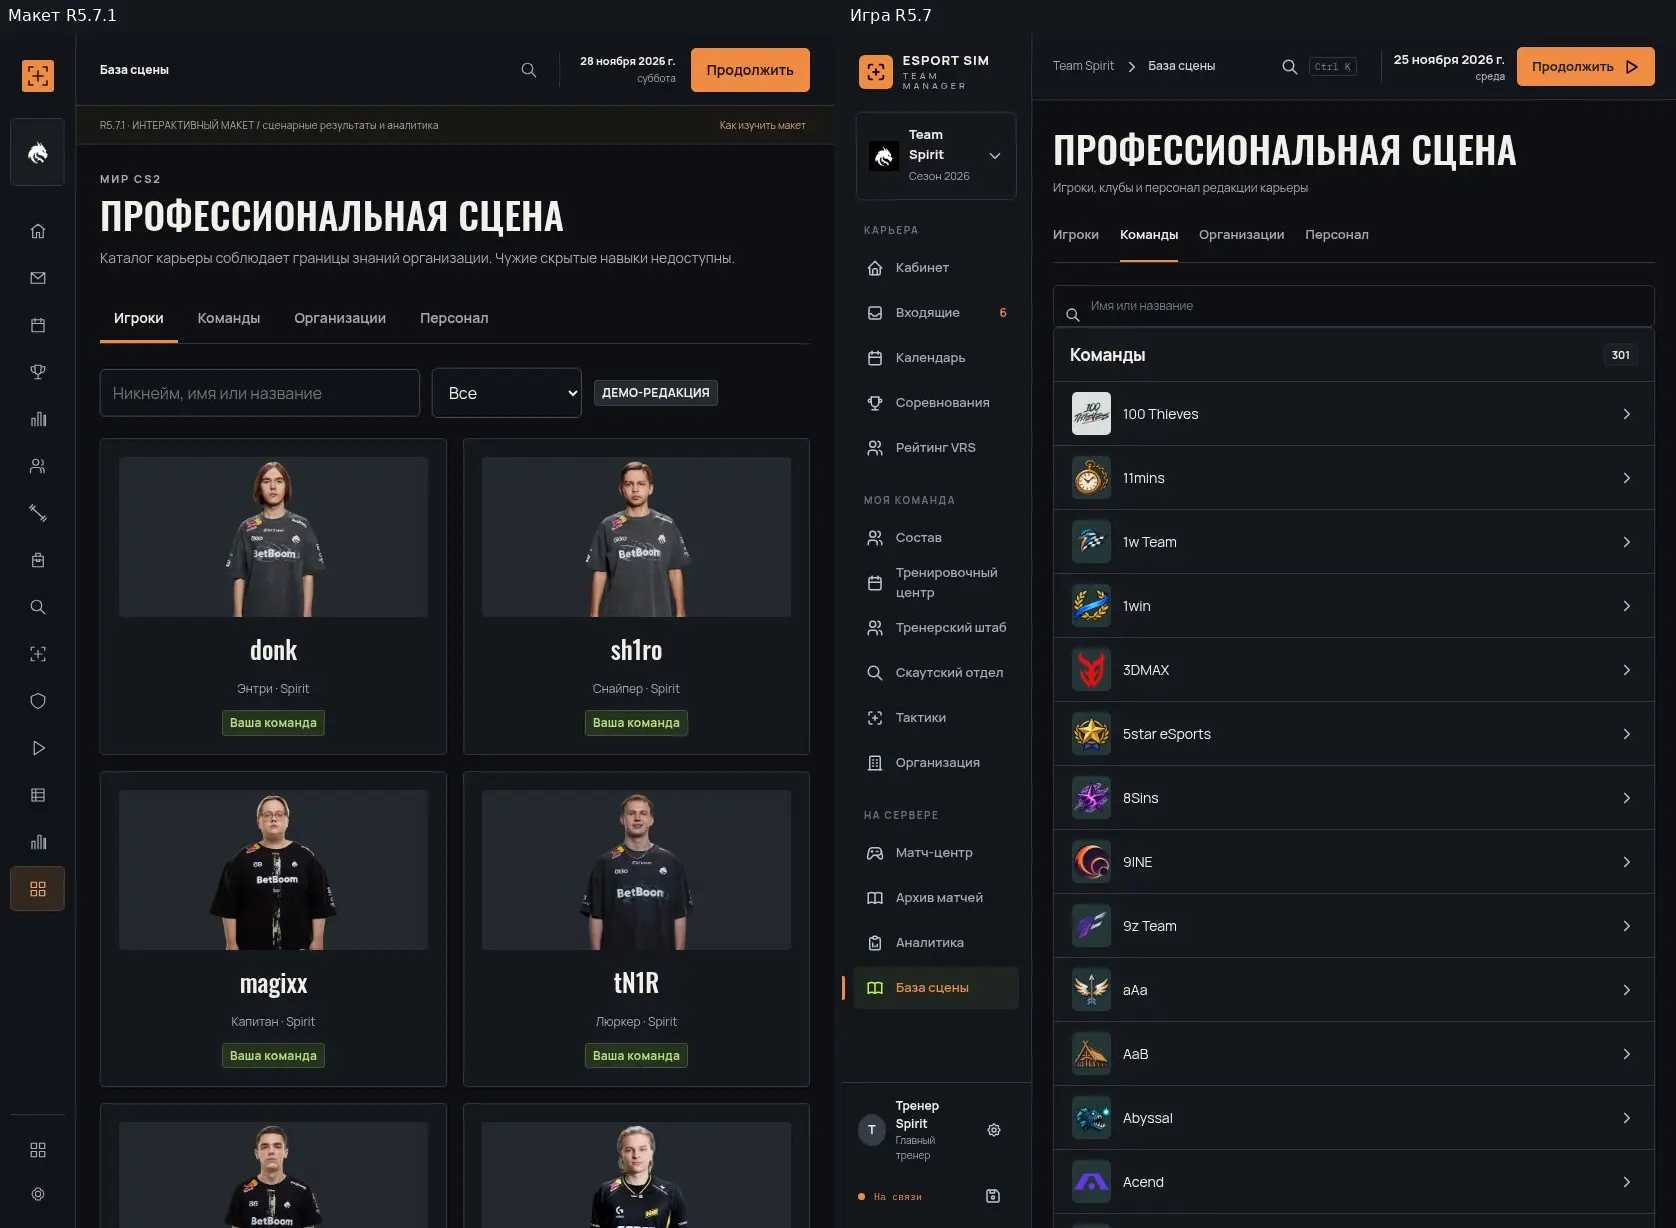 Макет R5.7.1
База сцены
28 ноября 2026 г.
суббота
Продолжить
R5.7.1 · ИНТЕРАКТИВНЫЙ МАКЕТ / сценарные результаты и аналитика
Как изучить макет
МИР CS2
ПРОФЕССИОНАЛЬНАЯ СЦЕНА
Каталог карьеры соблюдает границы знаний организации. Чужие скрытые навыки недоступны.
Игроки
Команды
Организации
Персонал
Никнейм, имя или название
Все
ДЕМО-РЕДАКЦИЯ
BetBoom
donk
Энтри · Spirit
Ваша команда
BetBoom
sh1ro
Снайпер · Spirit
Ваша команда
BetBoom
magixx
Капитан · Spirit
Ваша команда
BetBoom
tN1R
Люркер · Spirit
Ваша команда
BetBoom
Игра R5.7
ESPORT SIM
TEAM
MANAGER
Team
Spirit
Сезон 2026
КАРЬЕРА
Кабинет
Входящие
6
Календарь
Соревнования
Рейтинг VRS
МОЯ КОМАНДА
Состав
Тренировочный
центр
Тренерский штаб
Скаутский отдел
Тактики
Организация
НА СЕРВЕРЕ
Матч-центр
Архив матчей
Аналитика
База сцены
Т
Тренер
Spirit
Главный
тренер
На связи
Team Spirit
База сцены
Ctrl K
25 ноября 2026 г.
среда
Продолжить
ПРОФЕССИОНАЛЬНАЯ СЦЕНА
Игроки, клубы и персонал редакции карьеры
Игроки
Команды
Организации
Персонал
Имя или название
Команды
301
100 Thieves
11mins
1w Team
1win
3DMAX
5star eSports
8Sins
9INE
9z Team
aAa
AaB
Abyssal
Acend